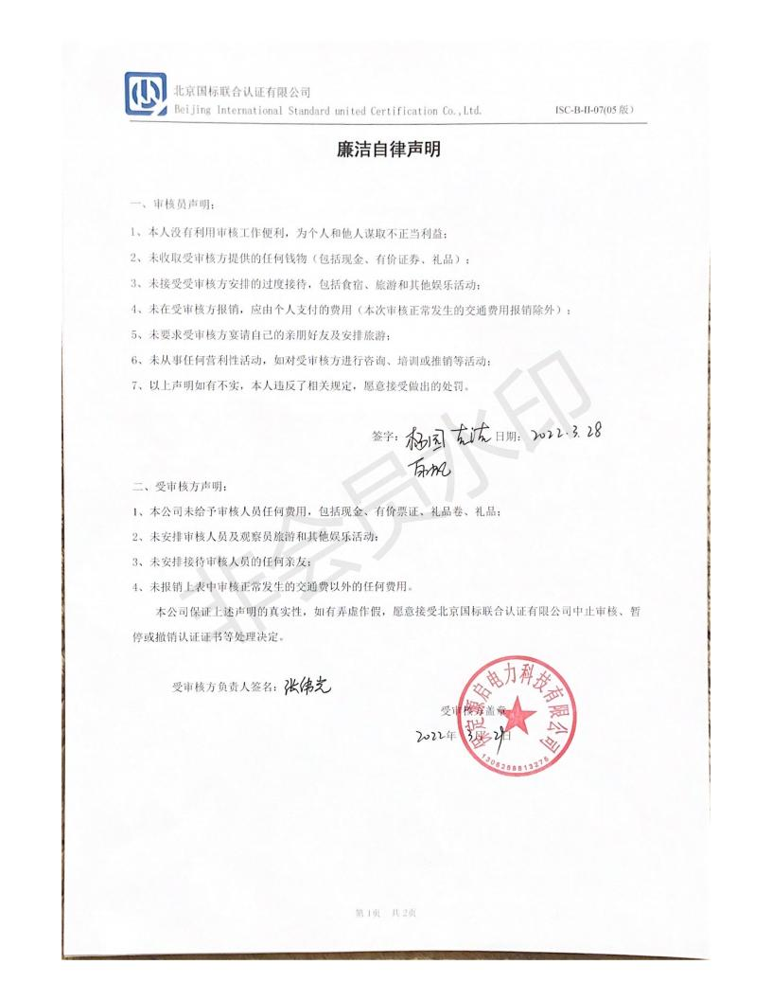 北京国标联合认证有限公司
Beijing International Standard united Certification Co.,Ltd.
ISC-B-II-07(05版)
廉洁自律声明
一、审核员声明：
1、本人没有利用审核工作便利，为个人和他人谋取不正当利益；
2、未收取受审核方提供的任何钱物（包括现金、有价证券、礼品）；
3、未接受受审核方安排的过度接待，包括食宿、旅游和其他娱乐活动；
4、未在受审核方报销，应由个人支付的费用（本次审核正常发生的交通费用报销除外）；
5、未要求受审核方宴请自己的亲朋好友及安排旅游；
6、未从事任何营利性活动，如对受审核方进行咨询、培训或推销等活动；
7、以上声明如有不实，本人违反了相关规定，愿意接受做出的处罚。
签字：杨园 日期：2022.3.28
二、受审核方声明：
1、本公司未给予审核人员任何费用，包括现金、有价票证、礼品卷、礼品；
2、未安排审核人员及观察员旅游和其他娱乐活动；
3、未安排接待审核人员的任何亲友；
4、未报销上表中审核正常发生的交通费以外的任何费用。
本公司保证上述声明的真实性，如有弄虚作假，愿意接受北京国标联合认证有限公司中止审核、暂
停或撤销认证证书等处理决定。
受审核方负责人签名：张伟光
受审核方盖章
2022年3月29日
启电力科技有限公司
第1页 共2页
非会员水印